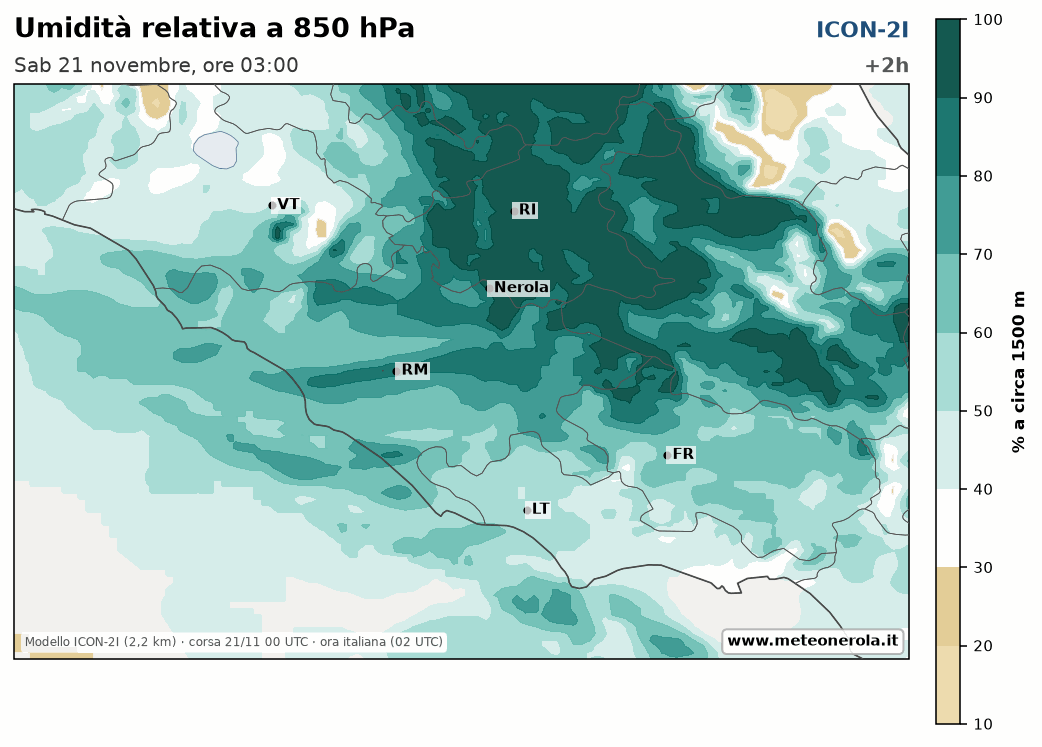 Umidità relativa a 850 hPa
ICON-2I
Sab 21 novembre, ore 03:00
+2h
100
90
80
70
60
50
40
30
20
10
% a circa 1500 m
VT
RI
Nerola
RM
FR
LT
Modello ICON-2I (2,2 km) · corsa 21/11 00 UTC · ora italiana (02 UTC)
www.meteonerola.it